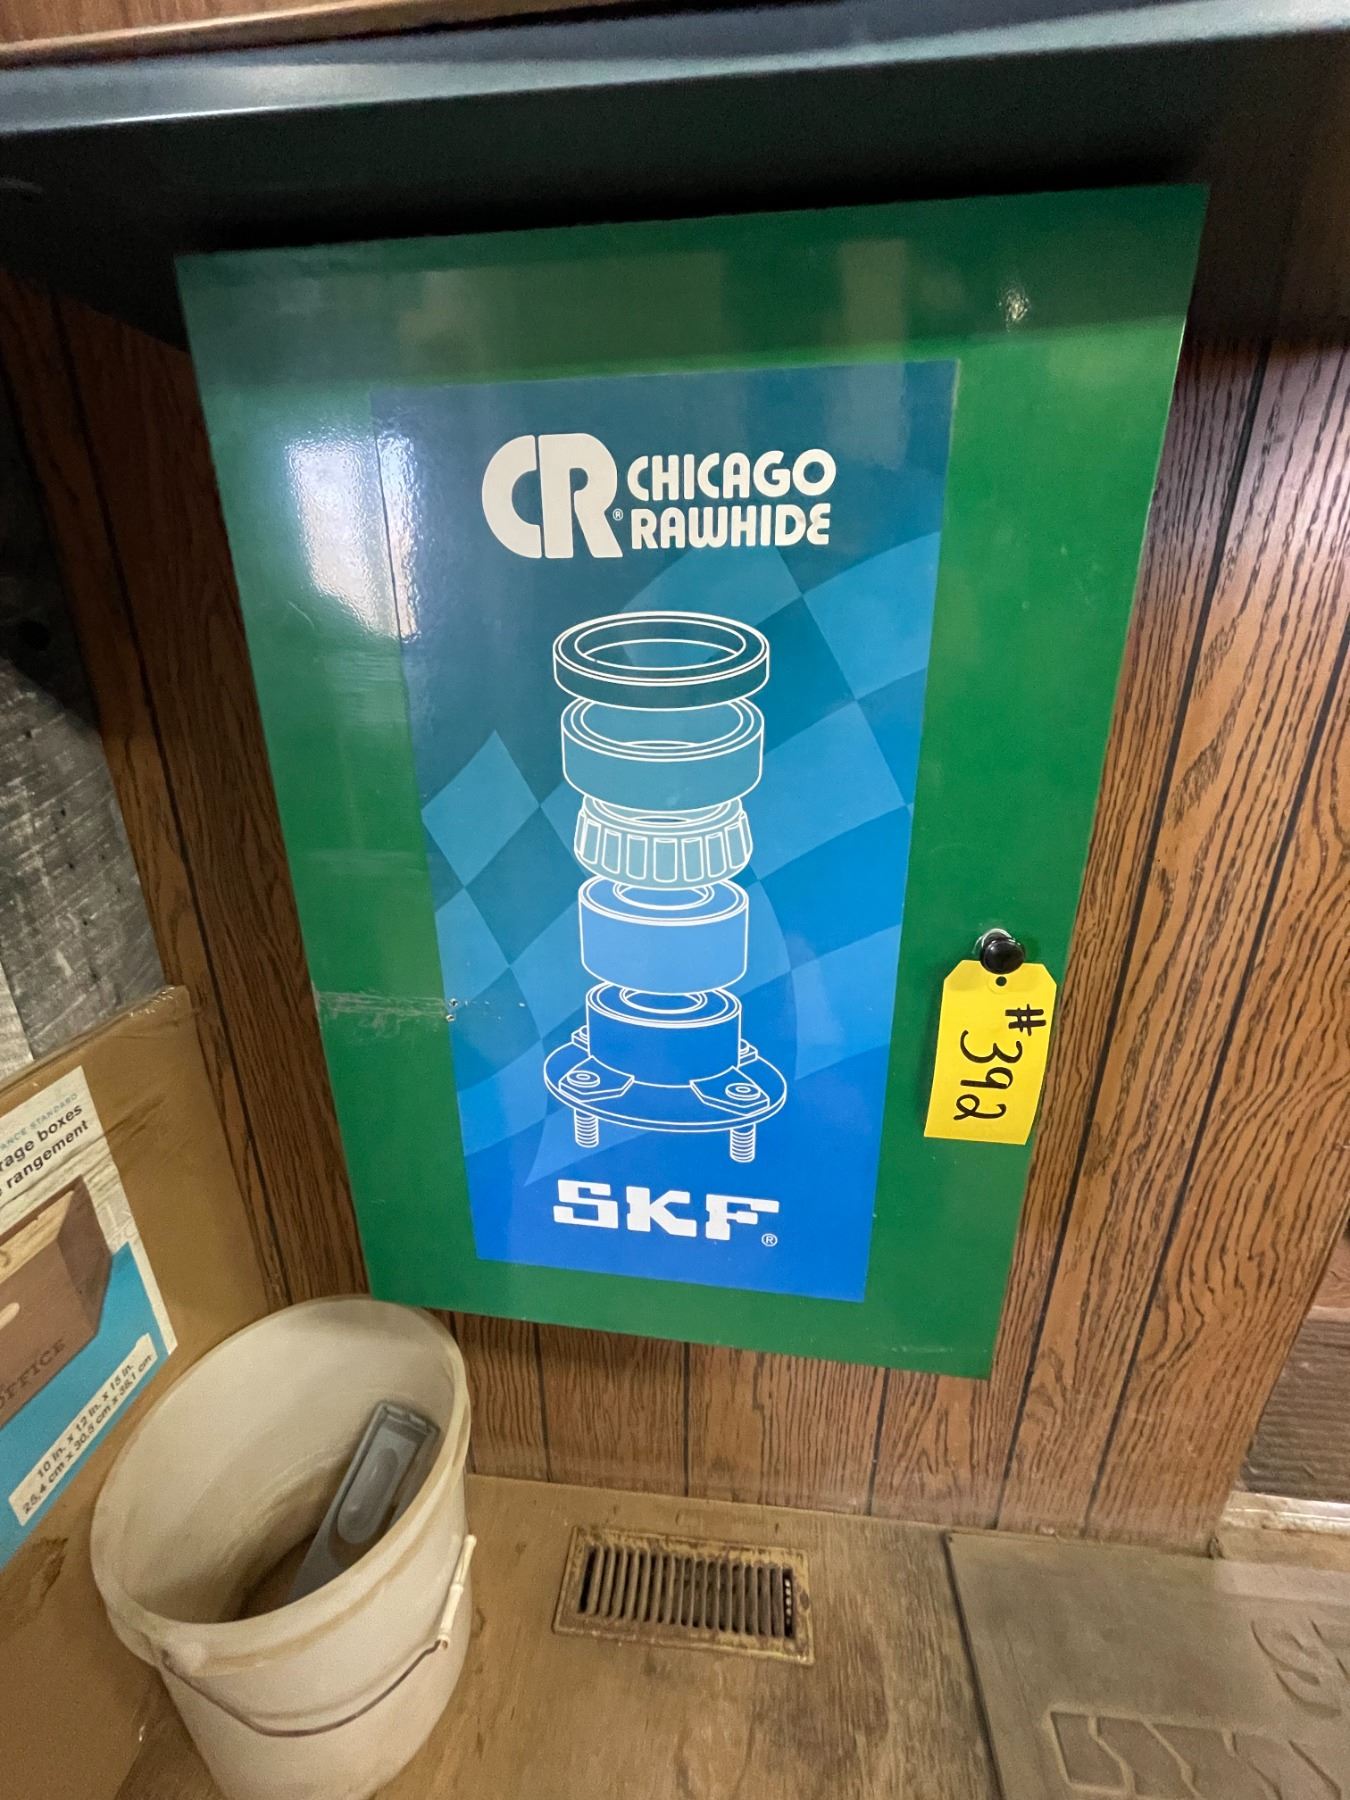 CR® CHICAGO
RAWHIDE
SKF®
#392
STANDARD
boxes
rangement
OFFICE
10 in. x 12 in. x 15 in.
25,4 cm x 30,5 cm x 38,1 cm